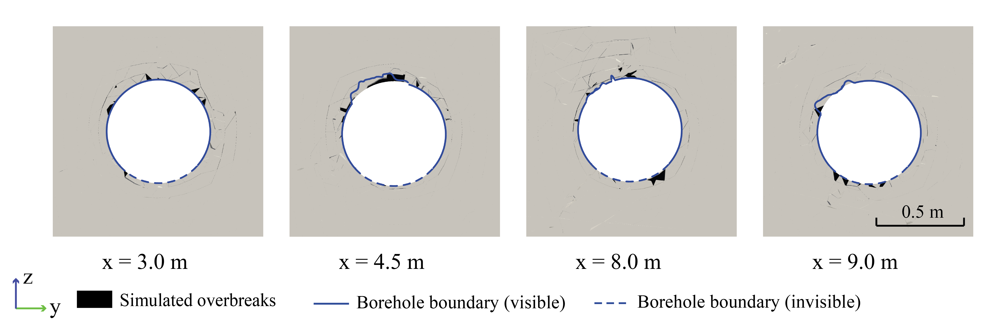 0.5 m
x = 3.0 m
x = 4.5 m
x = 8.0 m
x = 9.0 m
z
y
Simulated overbreaks
Borehole boundary (visible)
Borehole boundary (invisible)